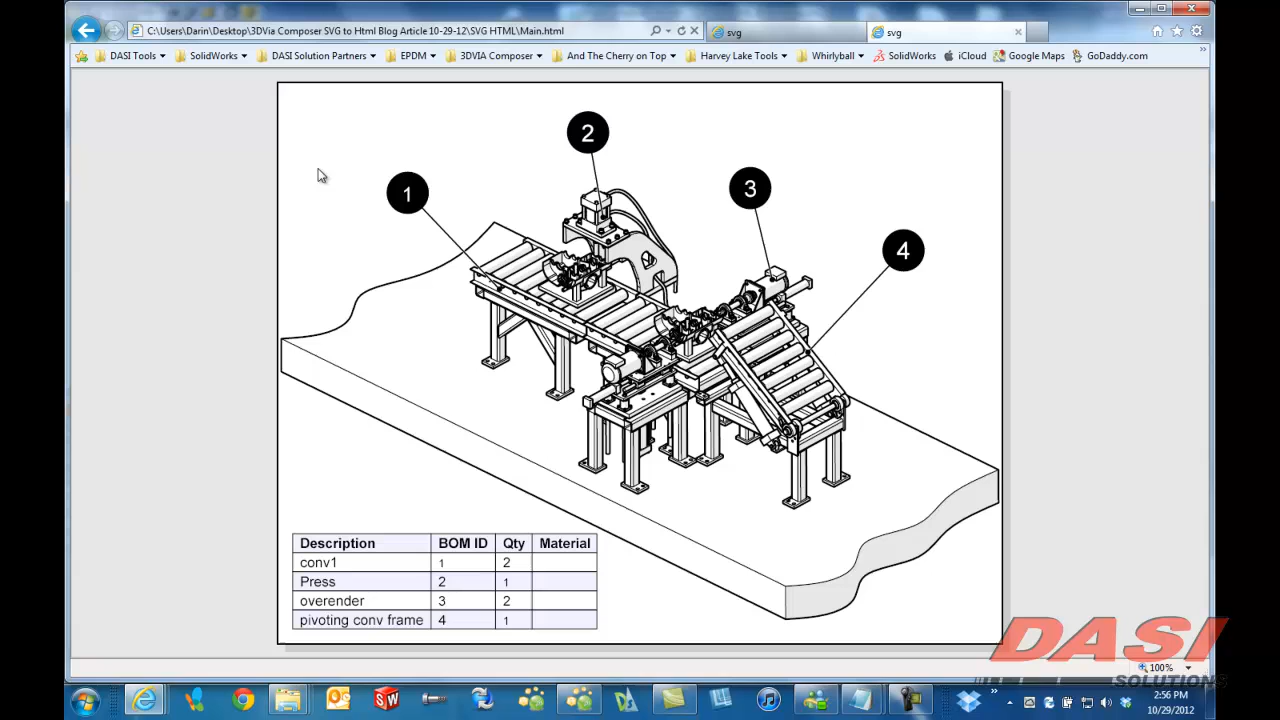 C:\Users\Darin\Desktop\3DVia Composer SVG to Html Blog Article 10-29-12\SVG HTML\Main.html
svg
svg
DASI Tools
SolidWorks
DASI Solution Partners
EPDM
3DVIA Composer
And The Cherry on Top
Harvey Lake Tools
Whirlyball
SolidWorks
iCloud
Google Maps
GoDaddy.com
2
1
3
4
Description BOM ID Qty Material
conv1 1 2
Press 2 1
overender 3 2
pivoting conv frame 4 1
DASI
SOLUTIONS
100%
2:56 PM
10/29/2012